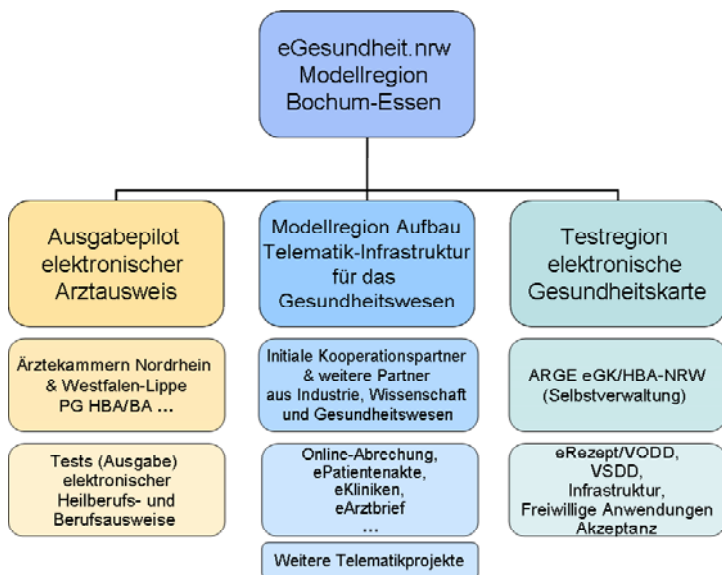 eGesundheit.nrw
Modellregion
Bochum-Essen
Ausgabepilot
elektronischer
Arztausweis
Modellregion Aufbau
Telematik-Infrastruktur
für das
Gesundheitswesen
Testregion
elektronische
Gesundheitskarte
Ärztekammern Nordrhein
& Westfalen-Lippe
PG HBA/BA ...
Initiale Kooperationspartner
& weitere Partner
aus Industrie, Wissenschaft
und Gesundheitswesen
ARGE eGK/HBA-NRW
(Selbstverwaltung)
Tests (Ausgabe)
elektronischer
Heilberufs- und
Berufsausweise
Online-Abrechung,
ePatientenakte,
eKliniken,
eArztbrief
...
eRezept/VODD,
VSDD,
Infrastruktur,
Freiwillige Anwendungen
Akzeptanz
Weitere Telematikprojekte